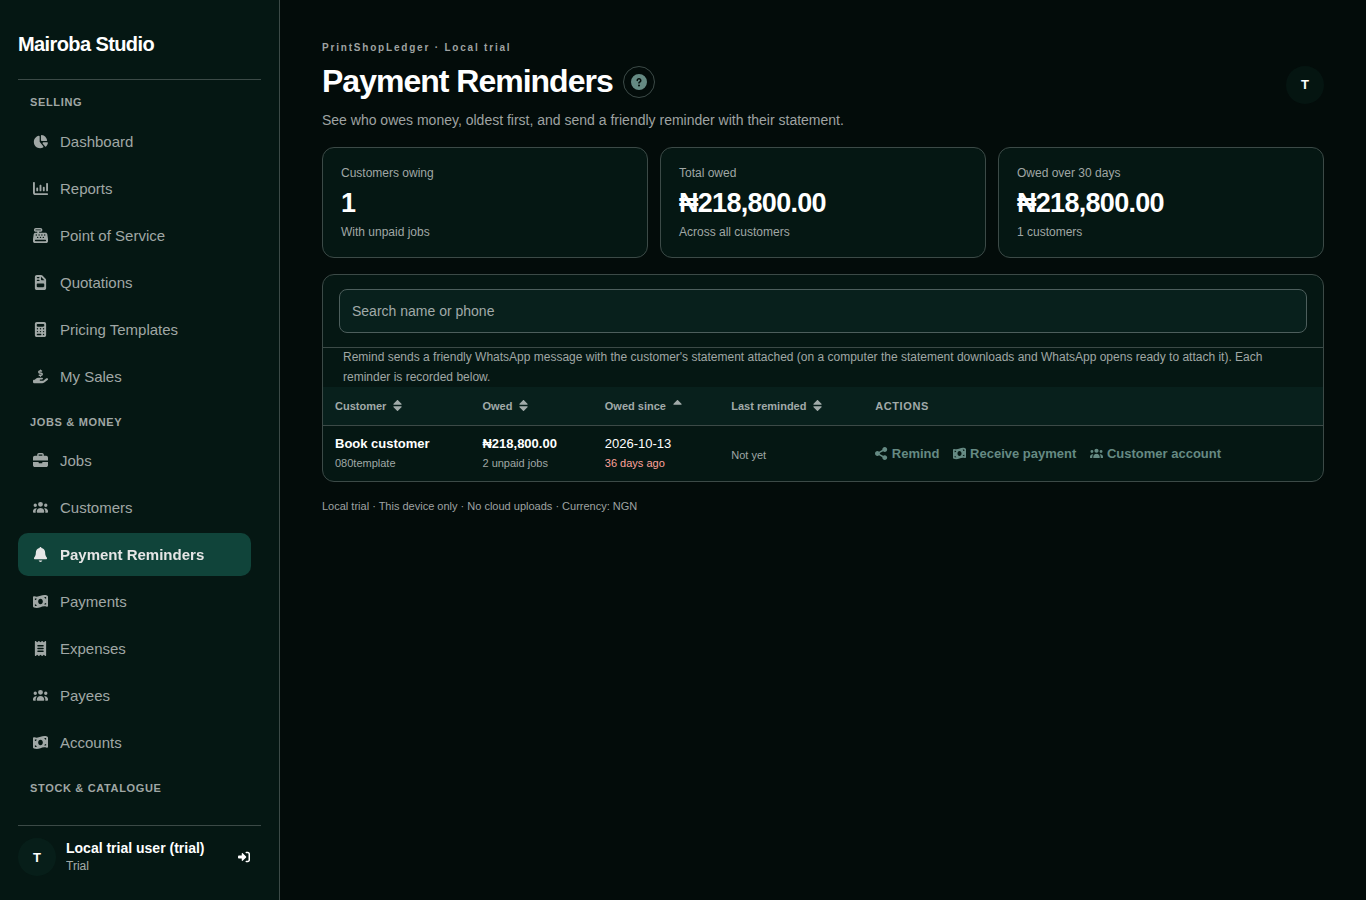 Mairoba Studio
SELLING
Dashboard
Reports
Point of Service
Quotations
Pricing Templates
My Sales
JOBS & MONEY
Jobs
Customers
Payment Reminders
Payments
Expenses
Payees
Accounts
STOCK & CATALOGUE
T
Local trial user (trial)
Trial
PrintShopLedger · Local trial
Payment Reminders
?
T
See who owes money, oldest first, and send a friendly reminder with their statement.
Customers owing
1
With unpaid jobs
Total owed
₦218,800.00
Across all customers
Owed over 30 days
₦218,800.00
1 customers
Search name or phone
Remind sends a friendly WhatsApp message with the customer's statement attached (on a computer the statement downloads and WhatsApp opens ready to attach it). Each
reminder is recorded below.
Customer Owed Owed since Last reminded ACTIONS
Book customer ₦218,800.00 2026-10-13
Not yet Remind Receive payment Customer account
080template 2 unpaid jobs 36 days ago
Local trial · This device only · No cloud uploads · Currency: NGN